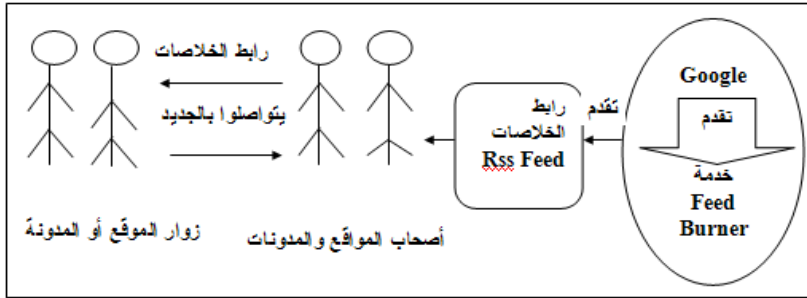 رابط الخلاصات
يتواصلوا بالجديد
زوار الموقع أو المدونة
أصحاب المواقع والمدونات
رابط
الخلاصات
Rss Feed
تقدم
Google
تقدم
خدمة
Feed
Burner